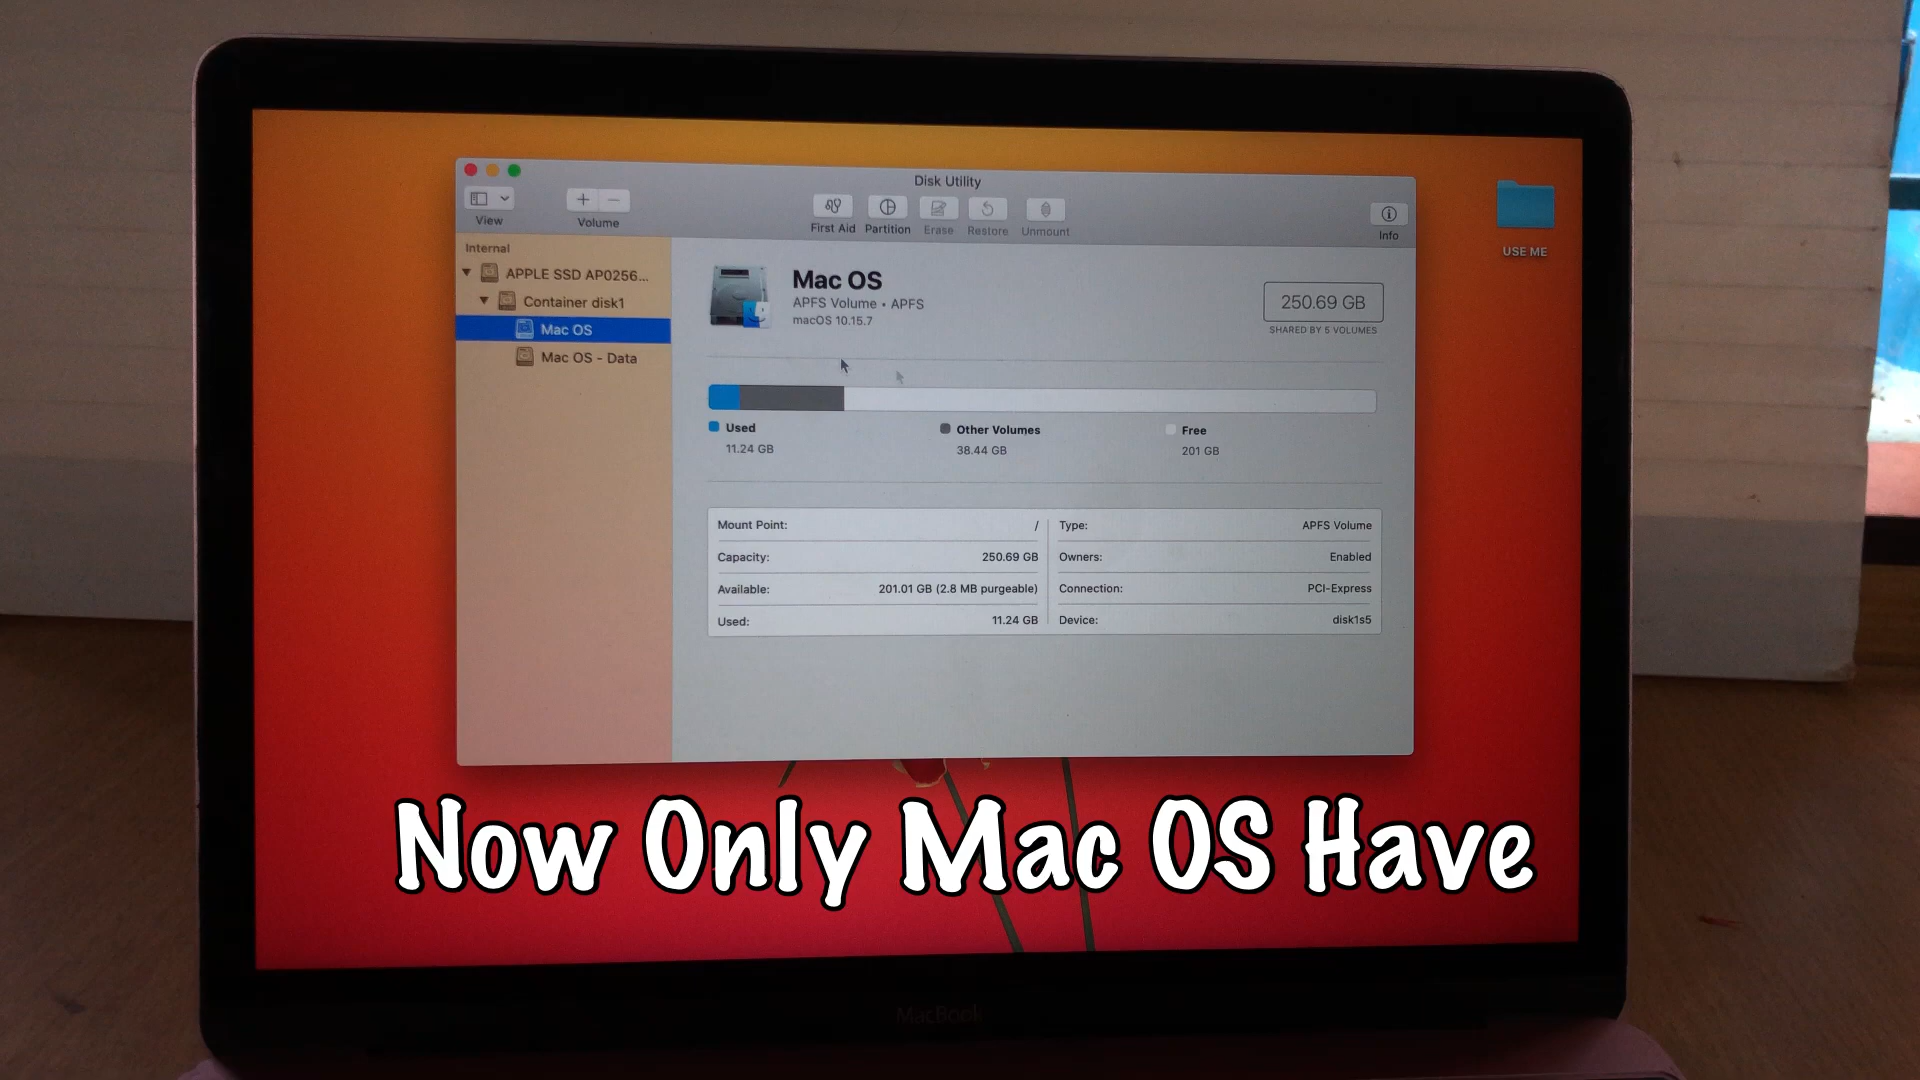 Disk Utility
View
Volume
First Aid
Partition
Erase
Restore
Unmount
Info
Internal
APPLE SSD AP0256...
Container disk1
Mac OS
Mac OS - Data
Mac OS
APFS Volume • APFS
macOS 10.15.7
250.69 GB
SHARED BY 5 VOLUMES
Used
11.24 GB
Other Volumes
38.44 GB
Free
201 GB
Mount Point: /
Capacity: 250.69 GB
Available: 201.01 GB (2.8 MB purgeable)
Used: 11.24 GB
Type: APFS Volume
Owners: Enabled
Connection: PCI-Express
Device: disk1s5
USE ME
Now Only Mac OS Have
MacBook